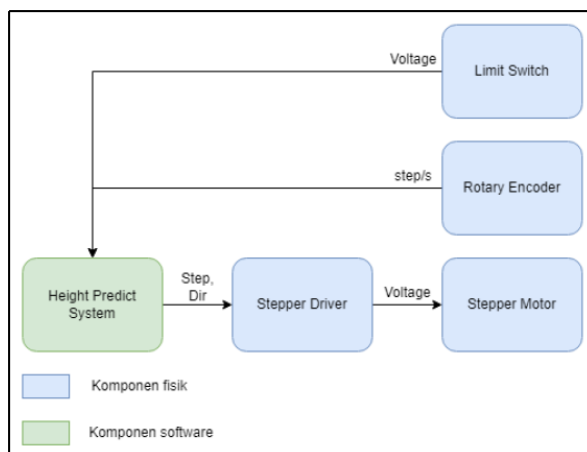 Voltage
Limit Switch
step/s
Rotary Encoder
Height Predict
System
Step,
Dir
Stepper Driver
Voltage
Stepper Motor
Komponen fisik
Komponen software